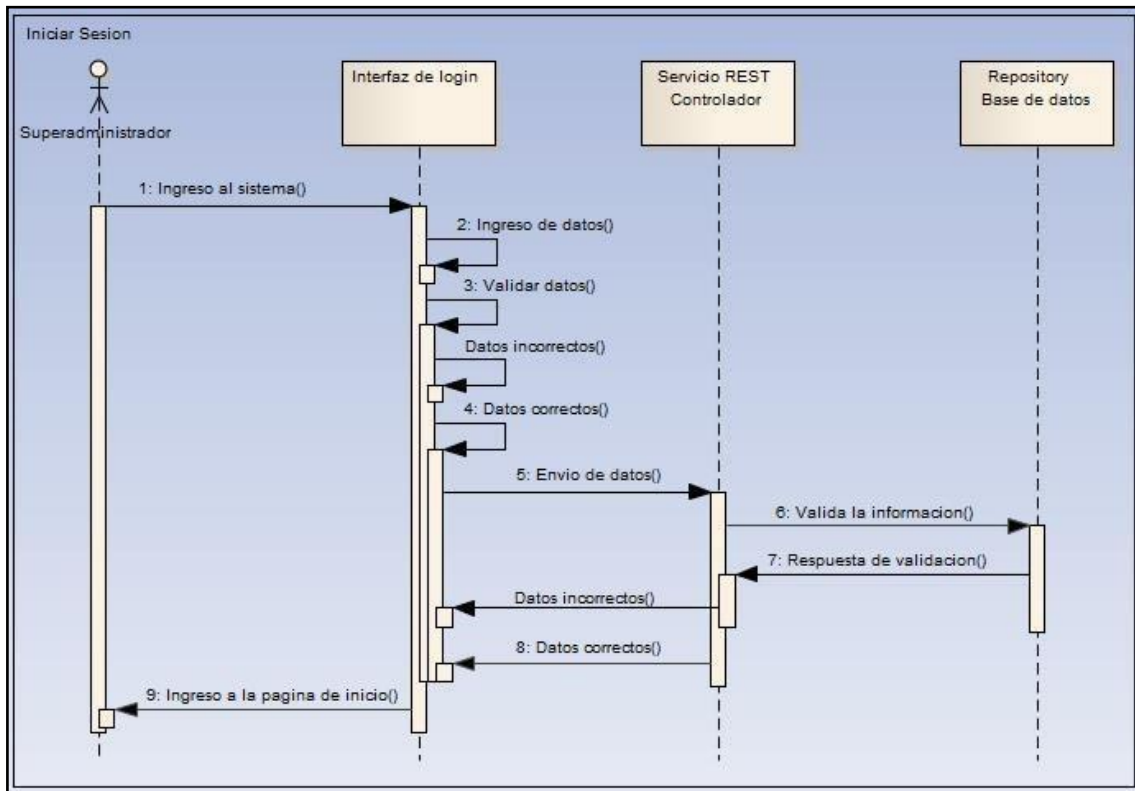 Iniciar Sesion
Superadministrador
Interfaz de login
Servicio REST
Controlador
Repository
Base de datos
1: Ingreso al sistema()
2: Ingreso de datos()
3: Validar datos()
Datos incorrectos()
4: Datos correctos()
5: Envio de datos()
6: Valida la informacion()
7: Respuesta de validacion()
Datos incorrectos()
8: Datos correctos()
9: Ingreso a la pagina de inicio()